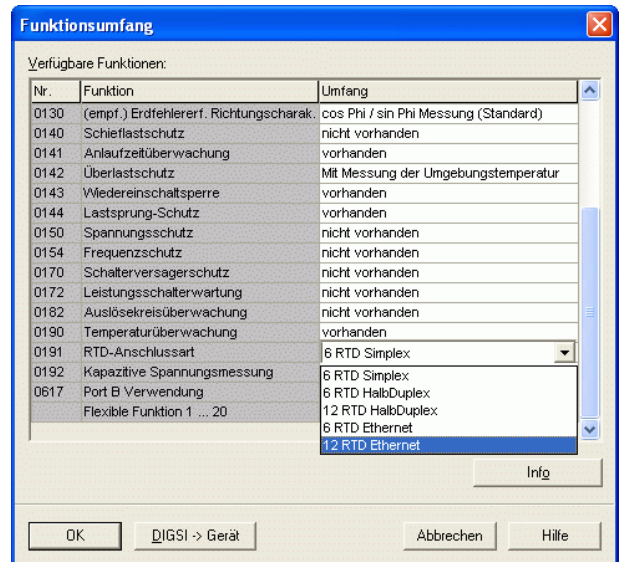 Funktionsumfang
Verfügbare Funktionen:
Nr. Funktion Umfang
0130 (empf.) Erdfehlererf. Richtungscharak. cos Phi / sin Phi Messung (Standard)
0140 Schieflastschutz nicht vorhanden
0141 Anlaufzeitüberwachung vorhanden
0142 Überlastschutz Mit Messung der Umgebungstemperatur
0143 Wiedereinschaltsperre vorhanden
0144 Lastsprung-Schutz vorhanden
0150 Spannungsschutz nicht vorhanden
0154 Frequenzschutz nicht vorhanden
0170 Schalterversagerschutz nicht vorhanden
0172 Leistungsschalterwartung nicht vorhanden
0182 Auslösekreisüberwachung nicht vorhanden
0190 Temperaturüberwachung vorhanden
0191 RTD-Anschlussart 6 RTD Simplex
0192 Kapazitive Spannungsmessung 6 RTD Simplex
0617 Port B Verwendung 6 RTD HalbDuplex
Flexible Funktion 1 ... 20 12 RTD HalbDuplex
6 RTD Ethernet
12 RTD Ethernet
Info
OK DIGSI -> Gerät Abbrechen Hilfe